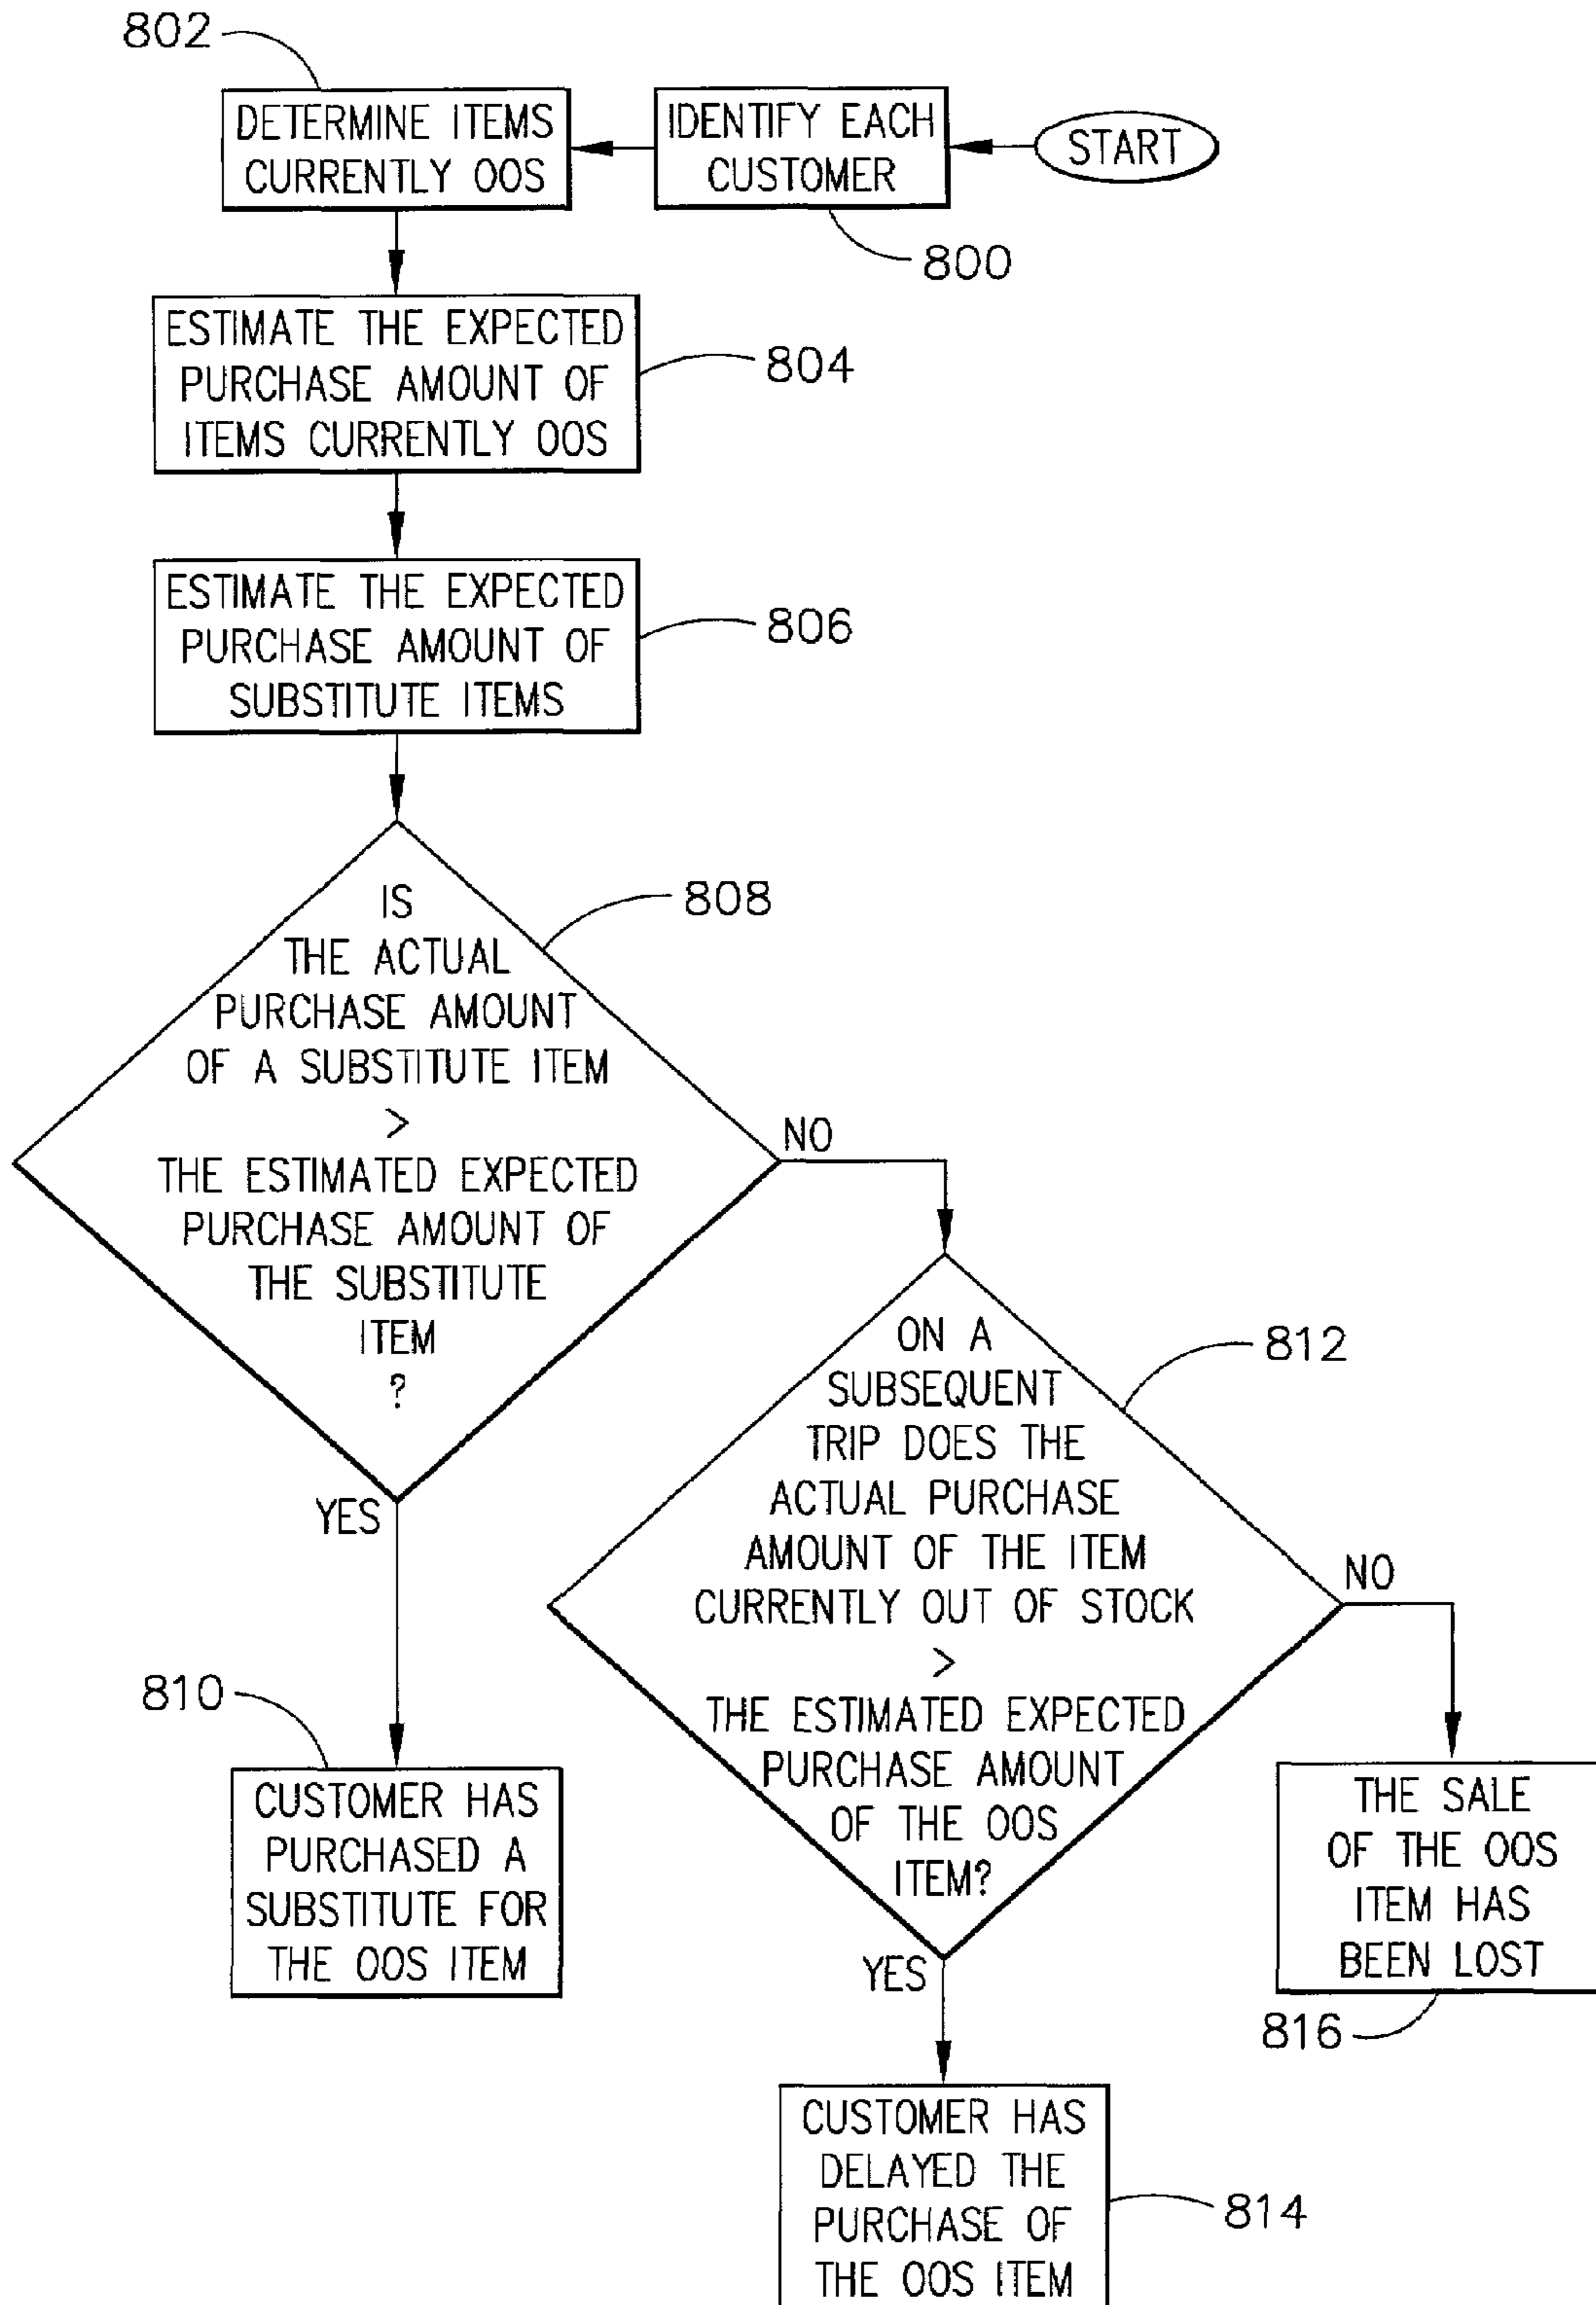 802
DETERMINE ITEMS
CURRENTLY OOS
IDENTIFY EACH
CUSTOMER
START
800
ESTIMATE THE EXPECTED
PURCHASE AMOUNT OF
ITEMS CURRENTLY OOS
804
ESTIMATE THE EXPECTED
PURCHASE AMOUNT OF
SUBSTITUTE ITEMS
806
IS
THE ACTUAL
PURCHASE AMOUNT
OF A SUBSTITUTE ITEM
>
THE ESTIMATED EXPECTED
PURCHASE AMOUNT OF
THE SUBSTITUTE
ITEM
?
808
NO
YES
810
CUSTOMER HAS
PURCHASED A
SUBSTITUTE FOR
THE OOS ITEM
ON A
SUBSEQUENT
TRIP DOES THE
ACTUAL PURCHASE
AMOUNT OF THE ITEM
CURRENTLY OUT OF STOCK
>
THE ESTIMATED EXPECTED
PURCHASE AMOUNT
OF THE OOS
ITEM?
812
NO
YES
THE SALE
OF THE OOS
ITEM HAS
BEEN LOST
816
CUSTOMER HAS
DELAYED THE
PURCHASE OF
THE OOS ITEM
814